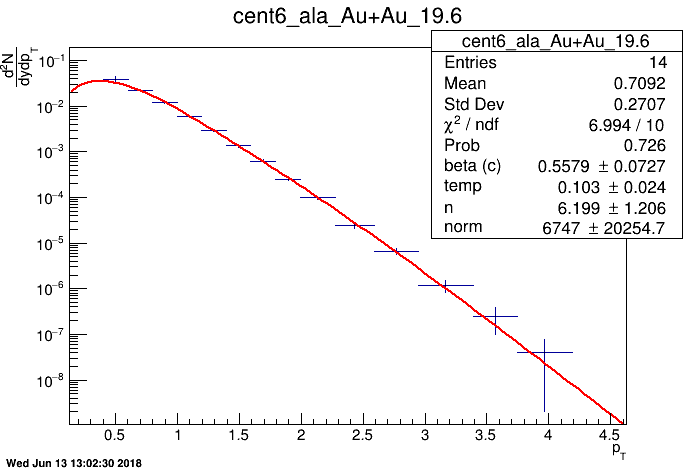 cent6_ala_Au+Au_19.6
d²N
dydp_T
cent6_ala_Au+Au_19.6
Entries 14
Mean 0.7092
Std Dev 0.2707
χ² / ndf 6.994 / 10
Prob 0.726
beta (c) 0.5579 ± 0.0727
temp 0.103 ± 0.024
n 6.199 ± 1.206
norm 6747 ± 20254.7
10⁻¹
10⁻²
10⁻³
10⁻⁴
10⁻⁵
10⁻⁶
10⁻⁷
10⁻⁸
0.5 1 1.5 2 2.5 3 3.5 4 4.5
p_T
Wed Jun 13 13:02:30 2018